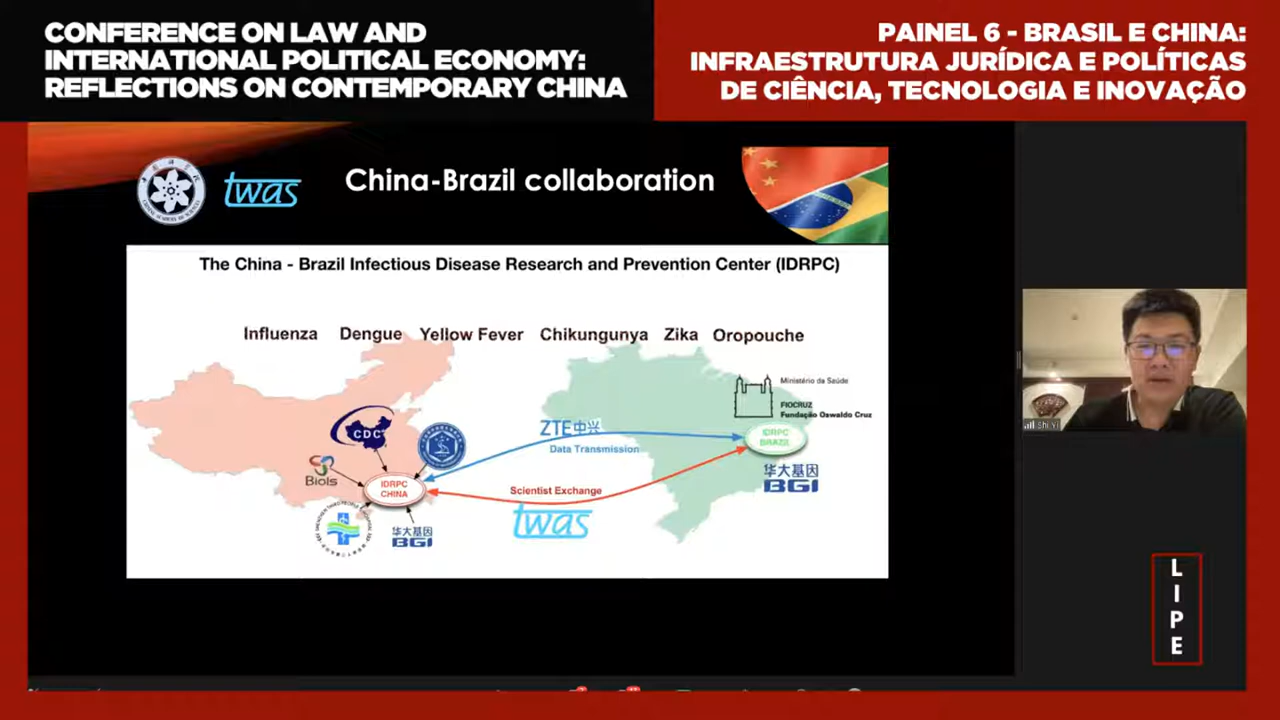 CONFERENCE ON LAW AND
INTERNATIONAL POLITICAL ECONOMY:
REFLECTIONS ON CONTEMPORARY CHINA
PAINEL 6 - BRASIL E CHINA:
INFRAESTRUTURA JURÍDICA E POLÍTICAS
DE CIÊNCIA, TECNOLOGIA E INOVAÇÃO
twas
China-Brazil collaboration
The China - Brazil Infectious Disease Research and Prevention Center (IDRPC)
Influenza Dengue Yellow Fever Chikungunya Zika Oropouche
Ministério da Saúde
FIOCRUZ
Fundação Oswaldo Cruz
CDC
ZTE中兴
Data Transmission
IDRPC
BRAZIL
BioIs
IDRPC
CHINA
Scientist Exchange
twas
华大基因
BGI
华大基因
BGI
Shi Yi
L
I
P
E